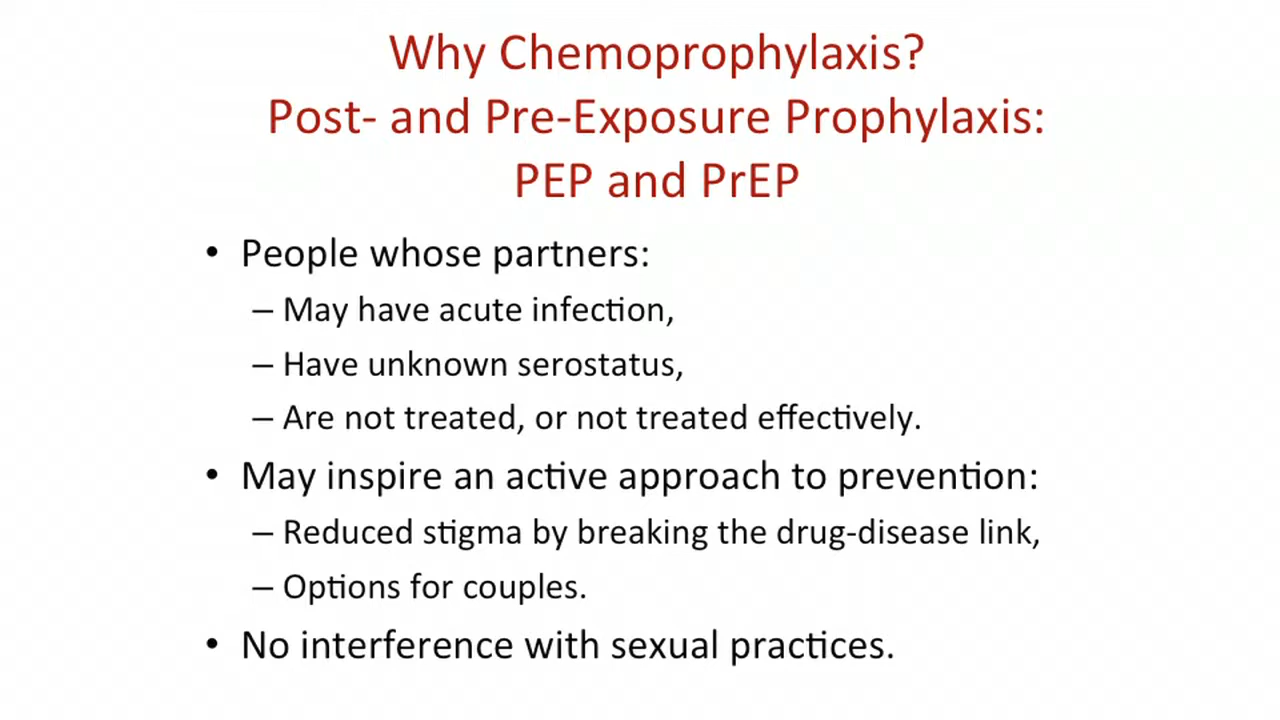 Why Chemoprophylaxis?
Post- and Pre-Exposure Prophylaxis:
PEP and PrEP
• People whose partners:
– May have acute infection,
– Have unknown serostatus,
– Are not treated, or not treated effectively.
• May inspire an active approach to prevention:
– Reduced stigma by breaking the drug-disease link,
– Options for couples.
• No interference with sexual practices.